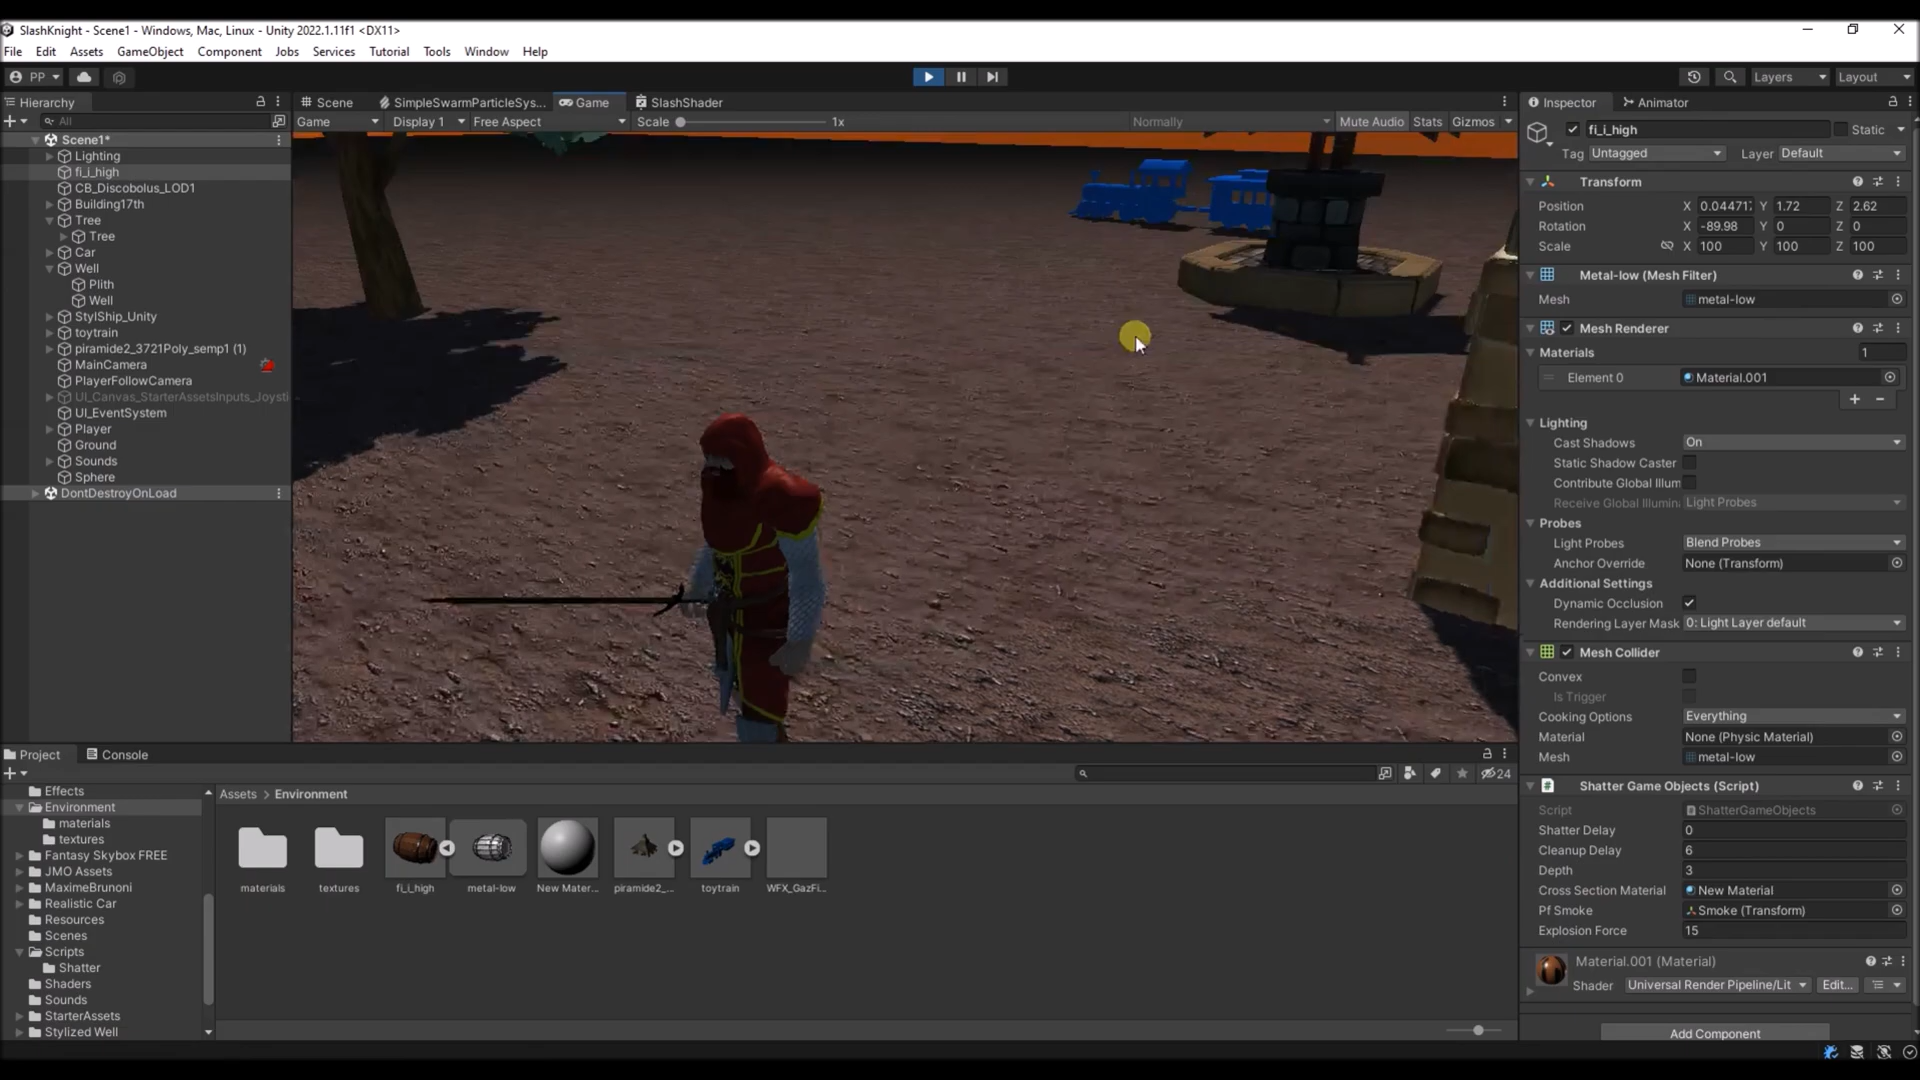 SlashKnight - Scene1 - Windows, Mac, Linux - Unity 2022.1.11f1 <DX11>
File Edit Assets GameObject Component Jobs Services Tutorial Tools Window Help
PP Layers Layout
Hierarchy
All
Scene1*
Lighting
fi_i_high
CB_Discobolus_LOD1
Building17th
Tree
Tree
Car
Well
Plith
Well
StylShip_Unity
toytrain
piramide2_3721Poly_semp1 (1)
MainCamera
PlayerFollowCamera
UI_Canvas_StarterAssetsInputs_Joysti
UI_EventSystem
Player
Ground
Sounds
Sphere
DontDestroyOnLoad
Scene SimpleSwarmParticleSys... Game SlashShader
Game Display 1 Free Aspect Scale 1x Normally Mute Audio Stats Gizmos
Inspector Animator
fi_i_high Static
Tag Untagged Layer Default
Transform
Position X 0.04471 Y 1.72 Z 2.62
Rotation X -89.98 Y 0 Z 0
Scale X 100 Y 100 Z 100
Metal-low (Mesh Filter)
Mesh metal-low
Mesh Renderer
Materials 1
Element 0 Material.001
Lighting
Cast Shadows On
Static Shadow Caster
Contribute Global Illum
Receive Global Illumin. Light Probes
Probes
Light Probes Blend Probes
Anchor Override None (Transform)
Additional Settings
Dynamic Occlusion
Rendering Layer Mask 0: Light Layer default
Mesh Collider
Convex
Is Trigger
Cooking Options Everything
Material None (Physic Material)
Mesh metal-low
Shatter Game Objects (Script)
Script ShatterGameObjects
Shatter Delay 0
Cleanup Delay 6
Depth 3
Cross Section Material New Material
Pf Smoke Smoke (Transform)
Explosion Force 15
Material.001 (Material)
Shader Universal Render Pipeline/Lit Edit...
Add Component
Project Console
24
Effects
Environment
materials
textures
Fantasy Skybox FREE
JMO Assets
MaximeBrunoni
Realistic Car
Resources
Scenes
Scripts
Shatter
Shaders
Sounds
StarterAssets
Stylized Well
Assets > Environment
materials textures fi_i_high metal-low New Mater... piramide2_... toytrain WFX_GazFi...